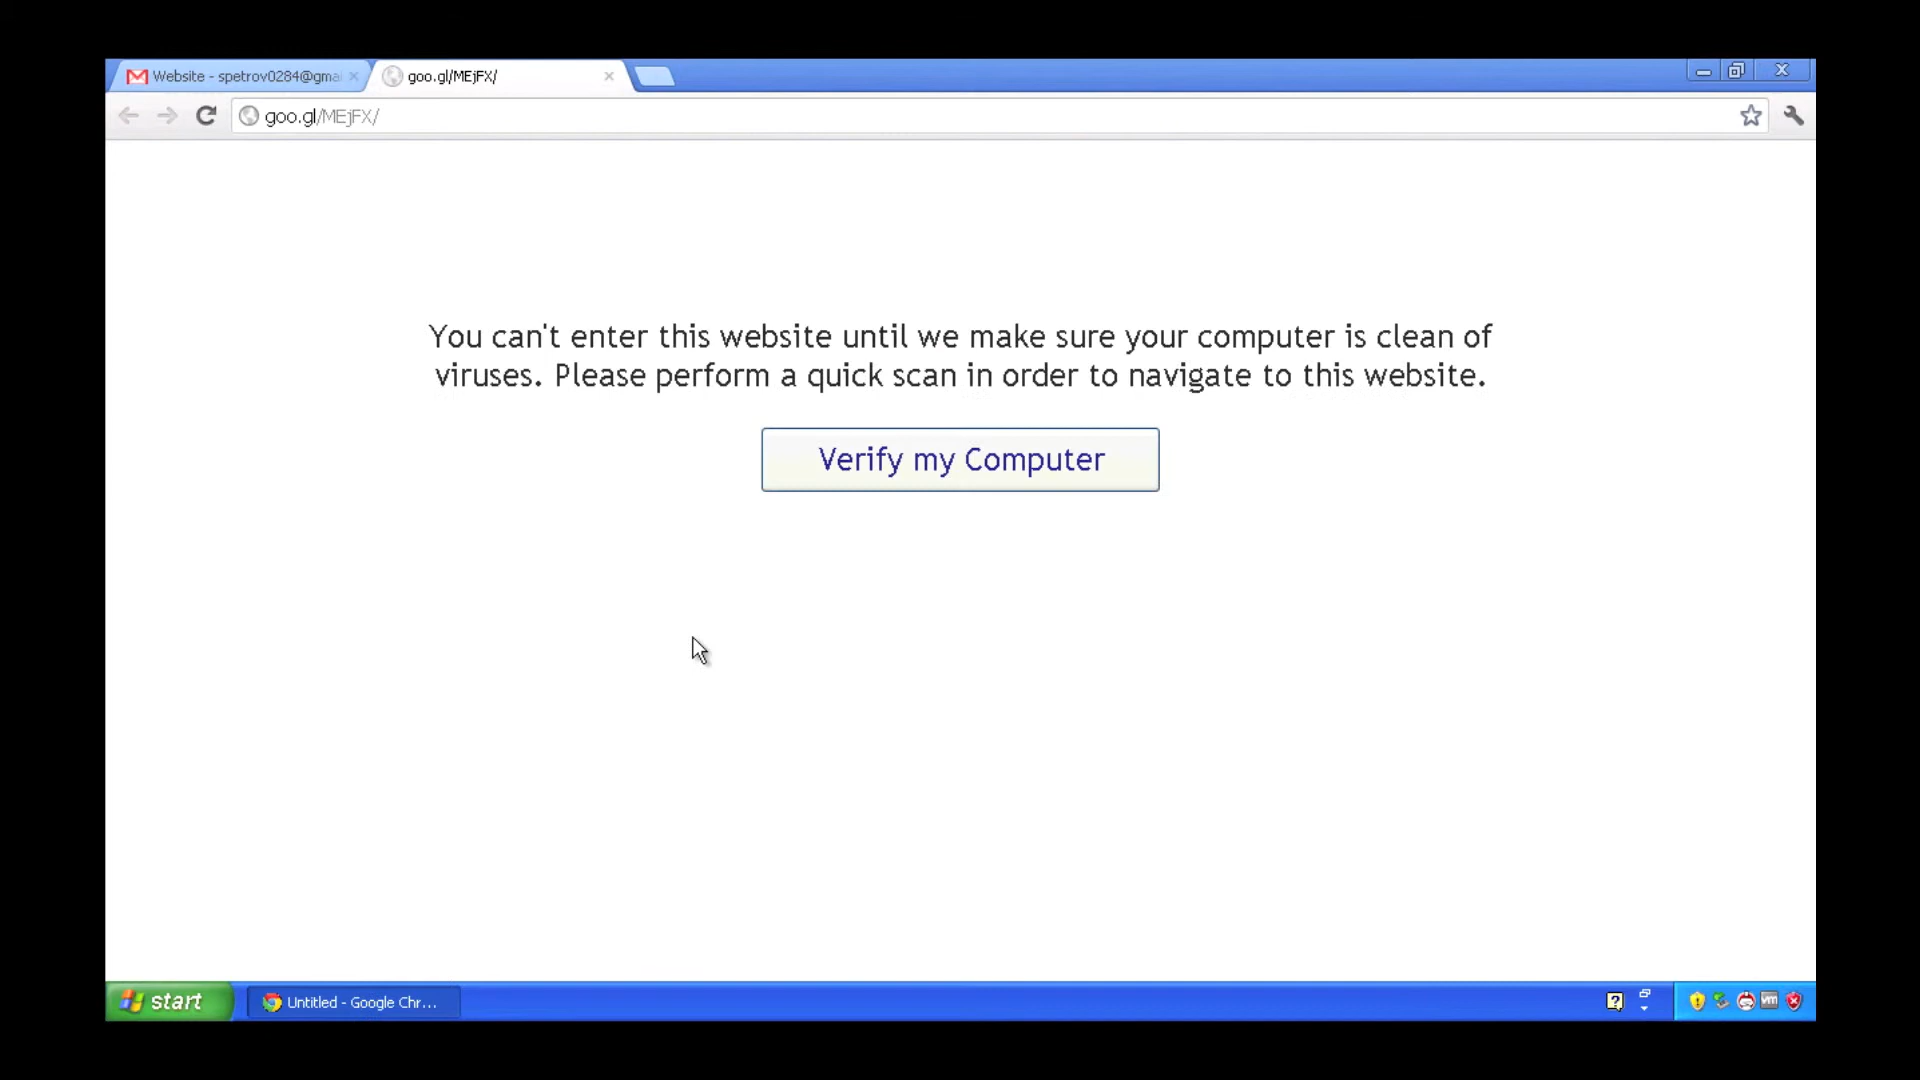 Website - spetrov0284@gma
goo.gl/MEjFX/
goo.gl/MEjFX/
You can't enter this website until we make sure your computer is clean of
viruses. Please perform a quick scan in order to navigate to this website.
Verify my Computer
start
Untitled - Google Chr...
vm